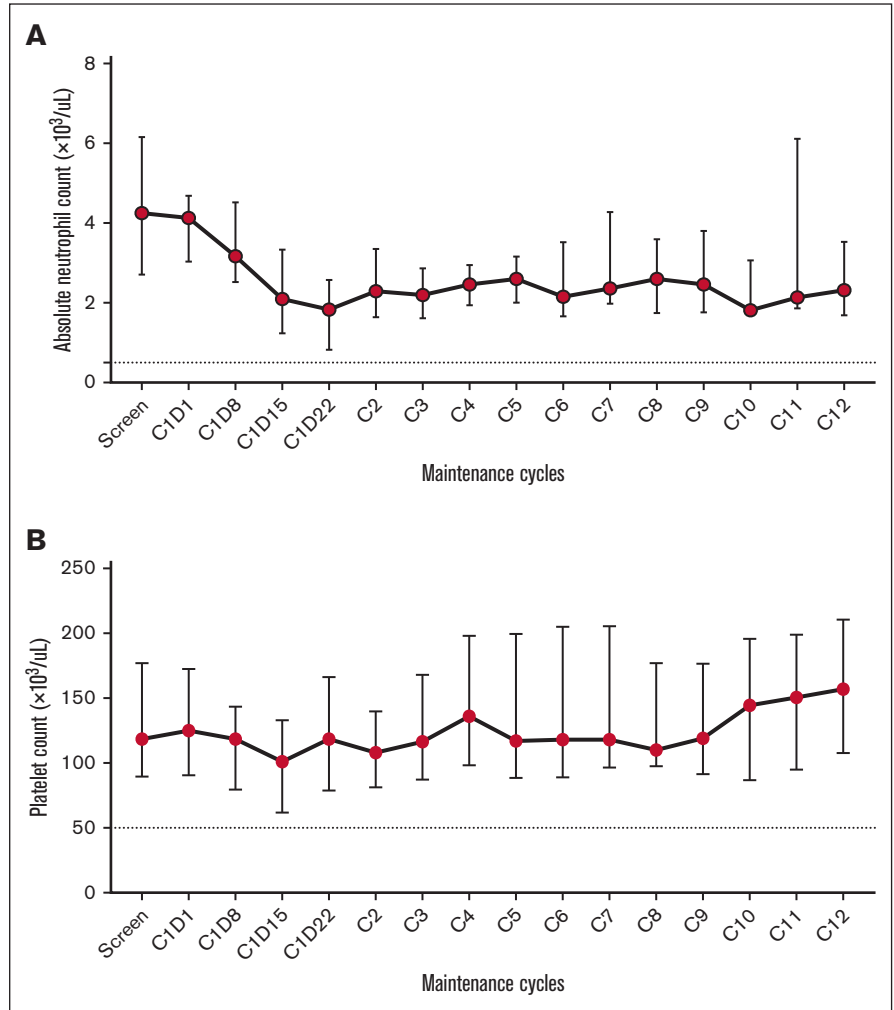 A
Absolute neutrophil count (×10³/uL)
8
6
4
2
0
Screen
C1D1
C1D8
C1D15
C1D22
C2
C3
C4
C5
C6
C7
C8
C9
C10
C11
C12
Maintenance cycles
B
Platelet count (×10³/uL)
250
200
150
100
50
0
Screen
C1D1
C1D8
C1D15
C1D22
C2
C3
C4
C5
C6
C7
C8
C9
C10
C11
C12
Maintenance cycles